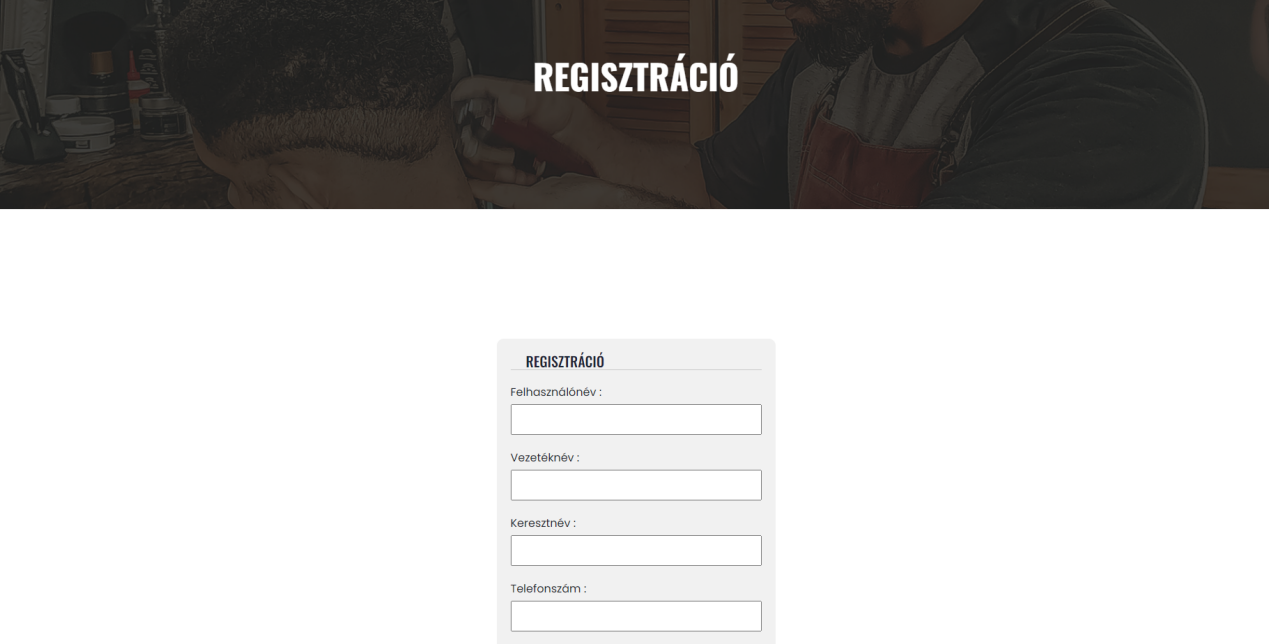 REGISZTRÁCIÓ
REGISZTRÁCIÓ
Felhasználónév :
Vezetéknév :
Keresztnév :
Telefonszám :